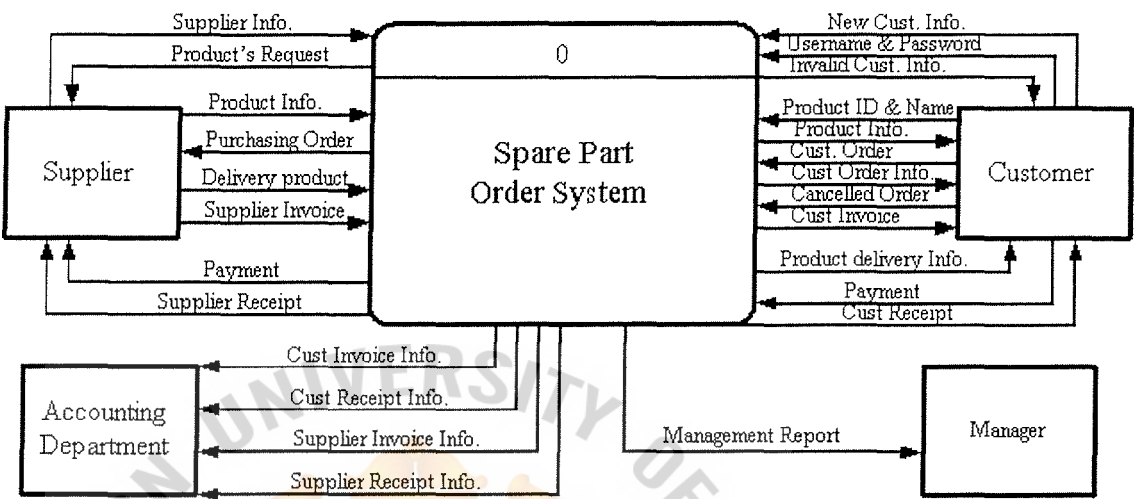 Supplier Info.
Product's Request
Product Info.
Purchasing Order
Delivery product
Supplier Invoice
Payment
Supplier Receipt
Supplier
0
Spare Part
Order System
New Cust. Info.
Username & Password
Invalid Cust. Info.
Product ID & Name
Product Info.
Cust. Order
Cust Order Info.
Cancelled Order
Cust Invoice
Product delivery Info.
Payment
Cust Receipt
Customer
Cust Invoice Info.
Cust Receipt Info.
Supplier Invoice Info.
Supplier Receipt Info.
Accounting
Department
Management Report
Manager
UNIVERSITY OF